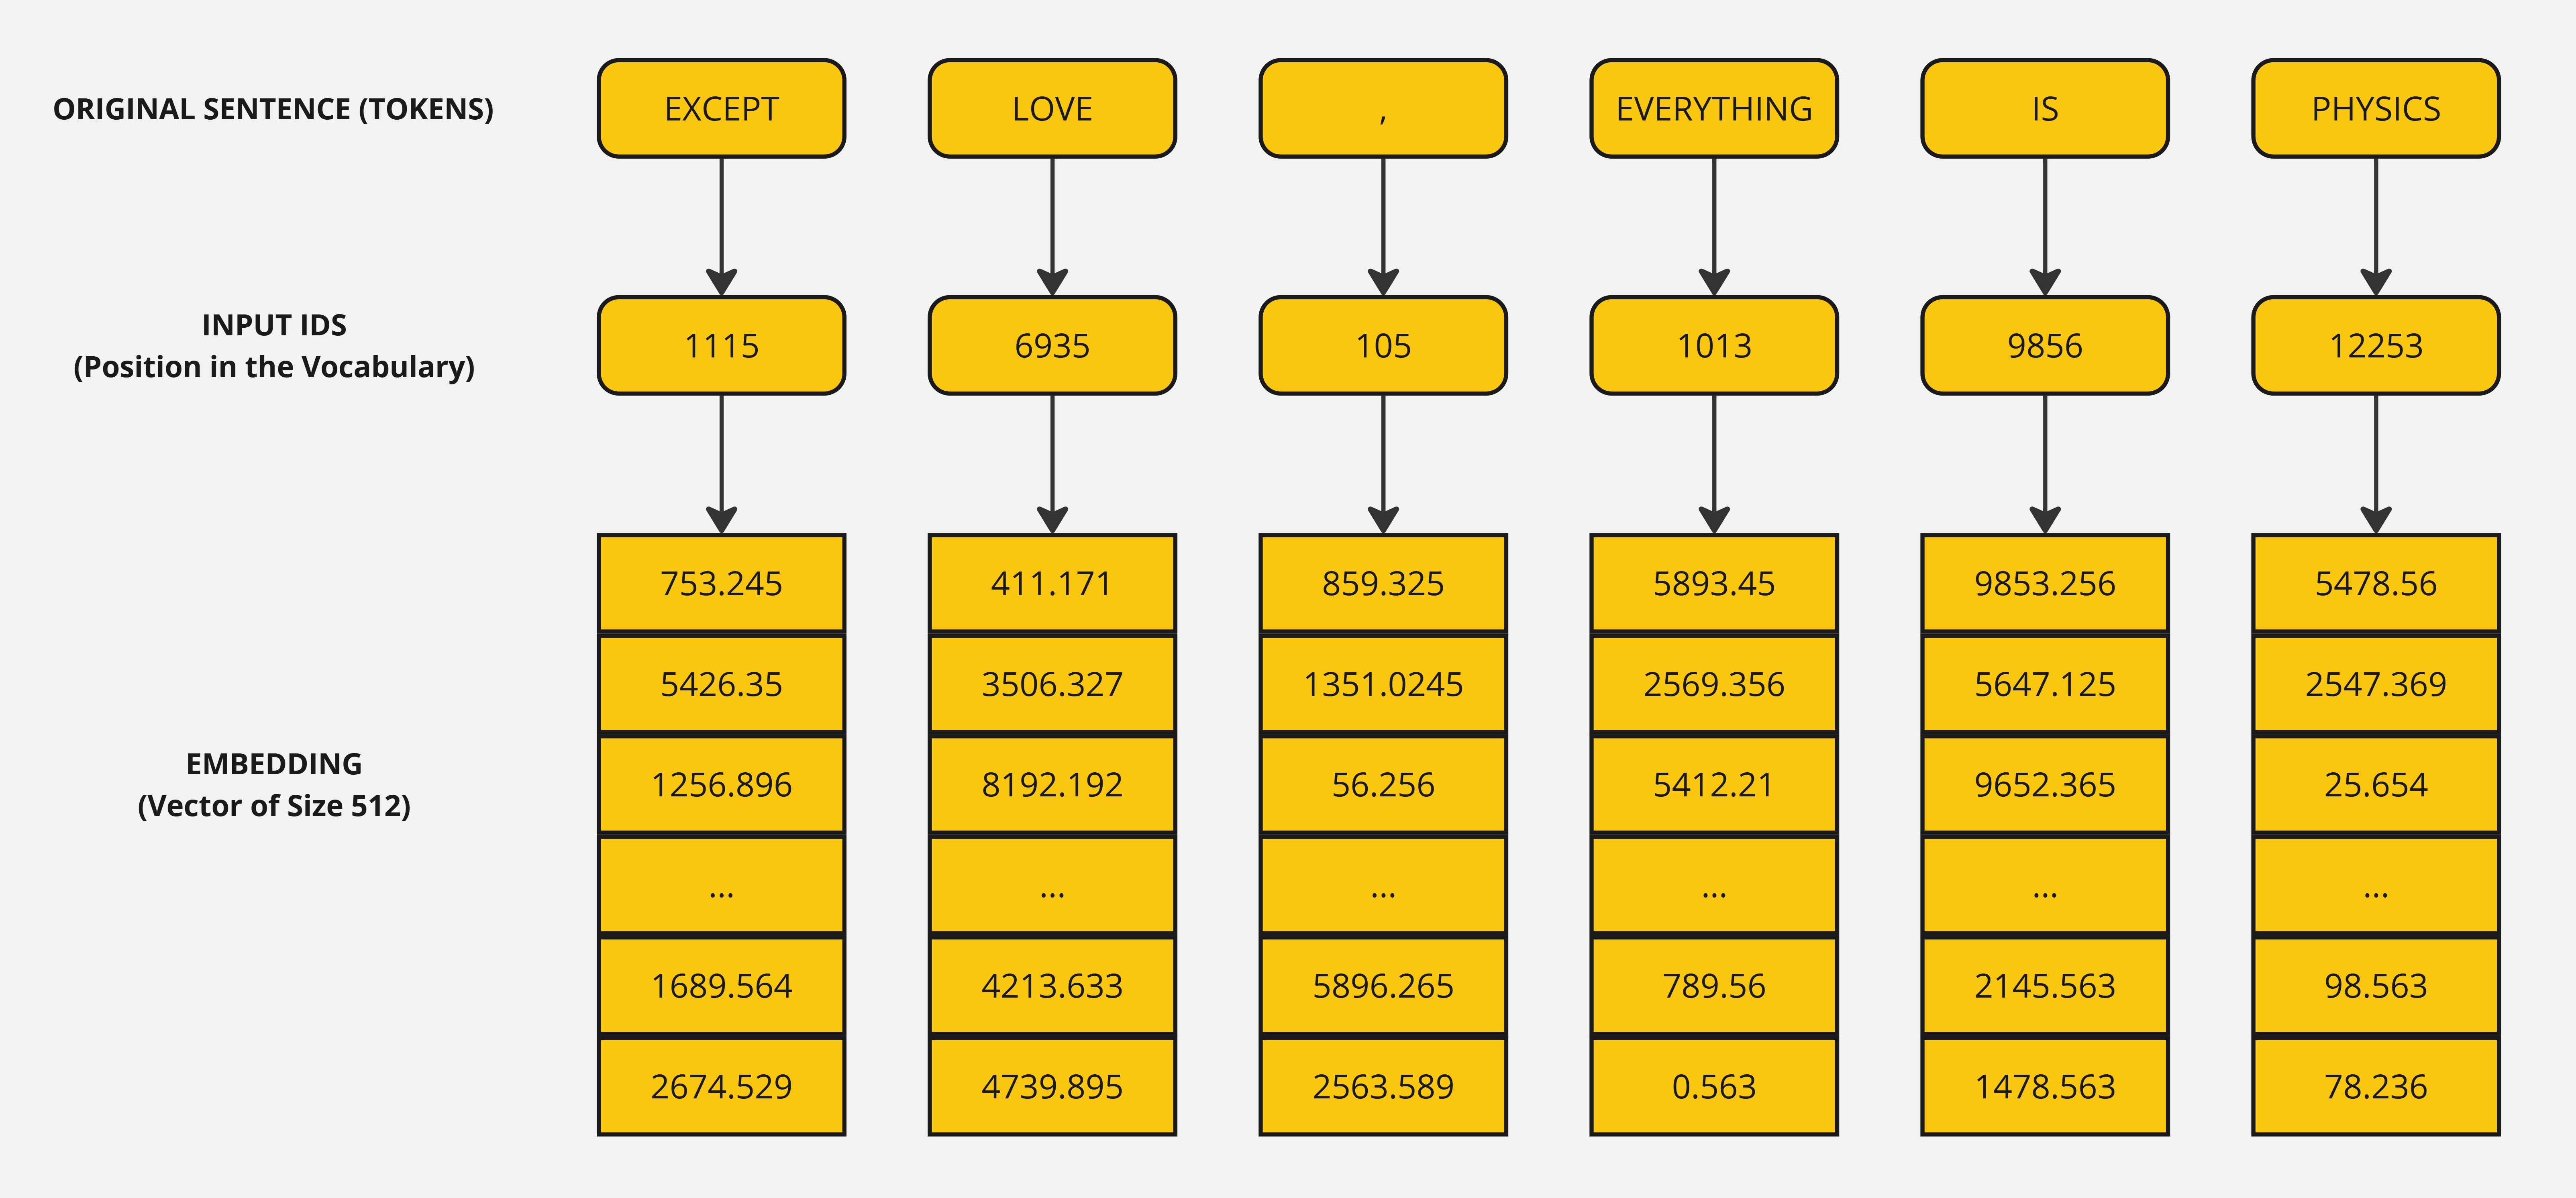 ORIGINAL SENTENCE (TOKENS) EXCEPT LOVE , EVERYTHING IS PHYSICS
INPUT IDS
(Position in the Vocabulary)
1115 6935 105 1013 9856 12253
EMBEDDING
(Vector of Size 512)
753.245 411.171 859.325 5893.45 9853.256 5478.56
5426.35 3506.327 1351.0245 2569.356 5647.125 2547.369
1256.896 8192.192 56.256 5412.21 9652.365 25.654
... ... ... ... ... ...
1689.564 4213.633 5896.265 789.56 2145.563 98.563
2674.529 4739.895 2563.589 0.563 1478.563 78.236